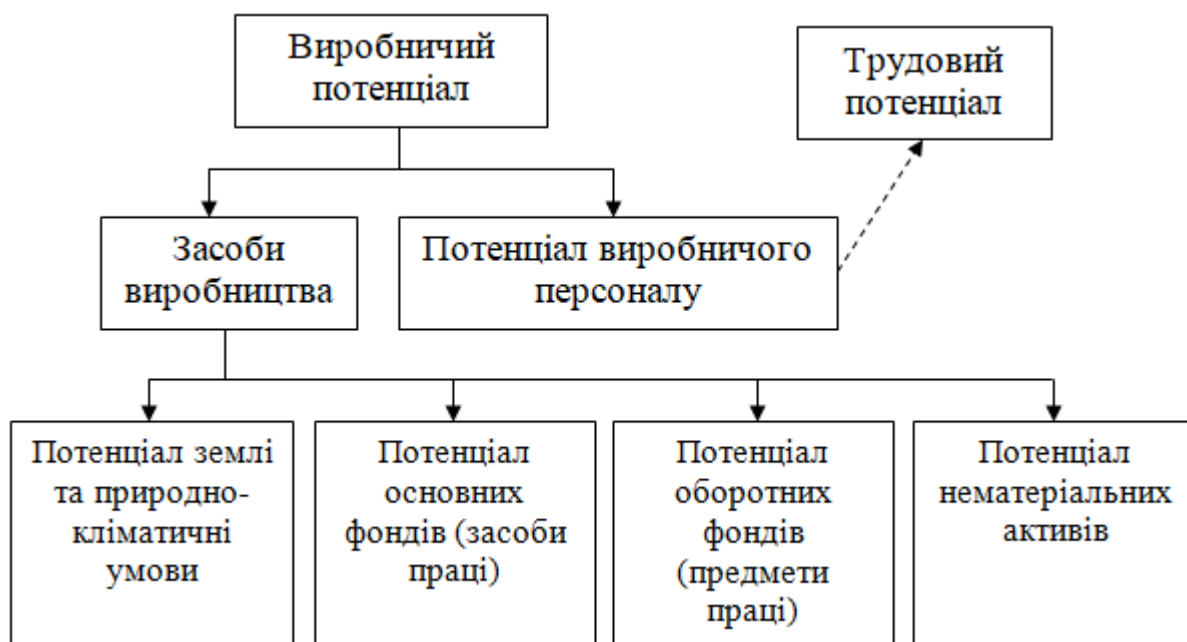 Виробничий
потенціал
Трудовий
потенціал
Засоби
виробництва
Потенціал виробничого
персоналу
Потенціал землі
та природно-
кліматичні
умови
Потенціал
основних
фондів (засоби
праці)
Потенціал
оборотних
фондів
(предмети
праці)
Потенціал
нематеріальних
активів